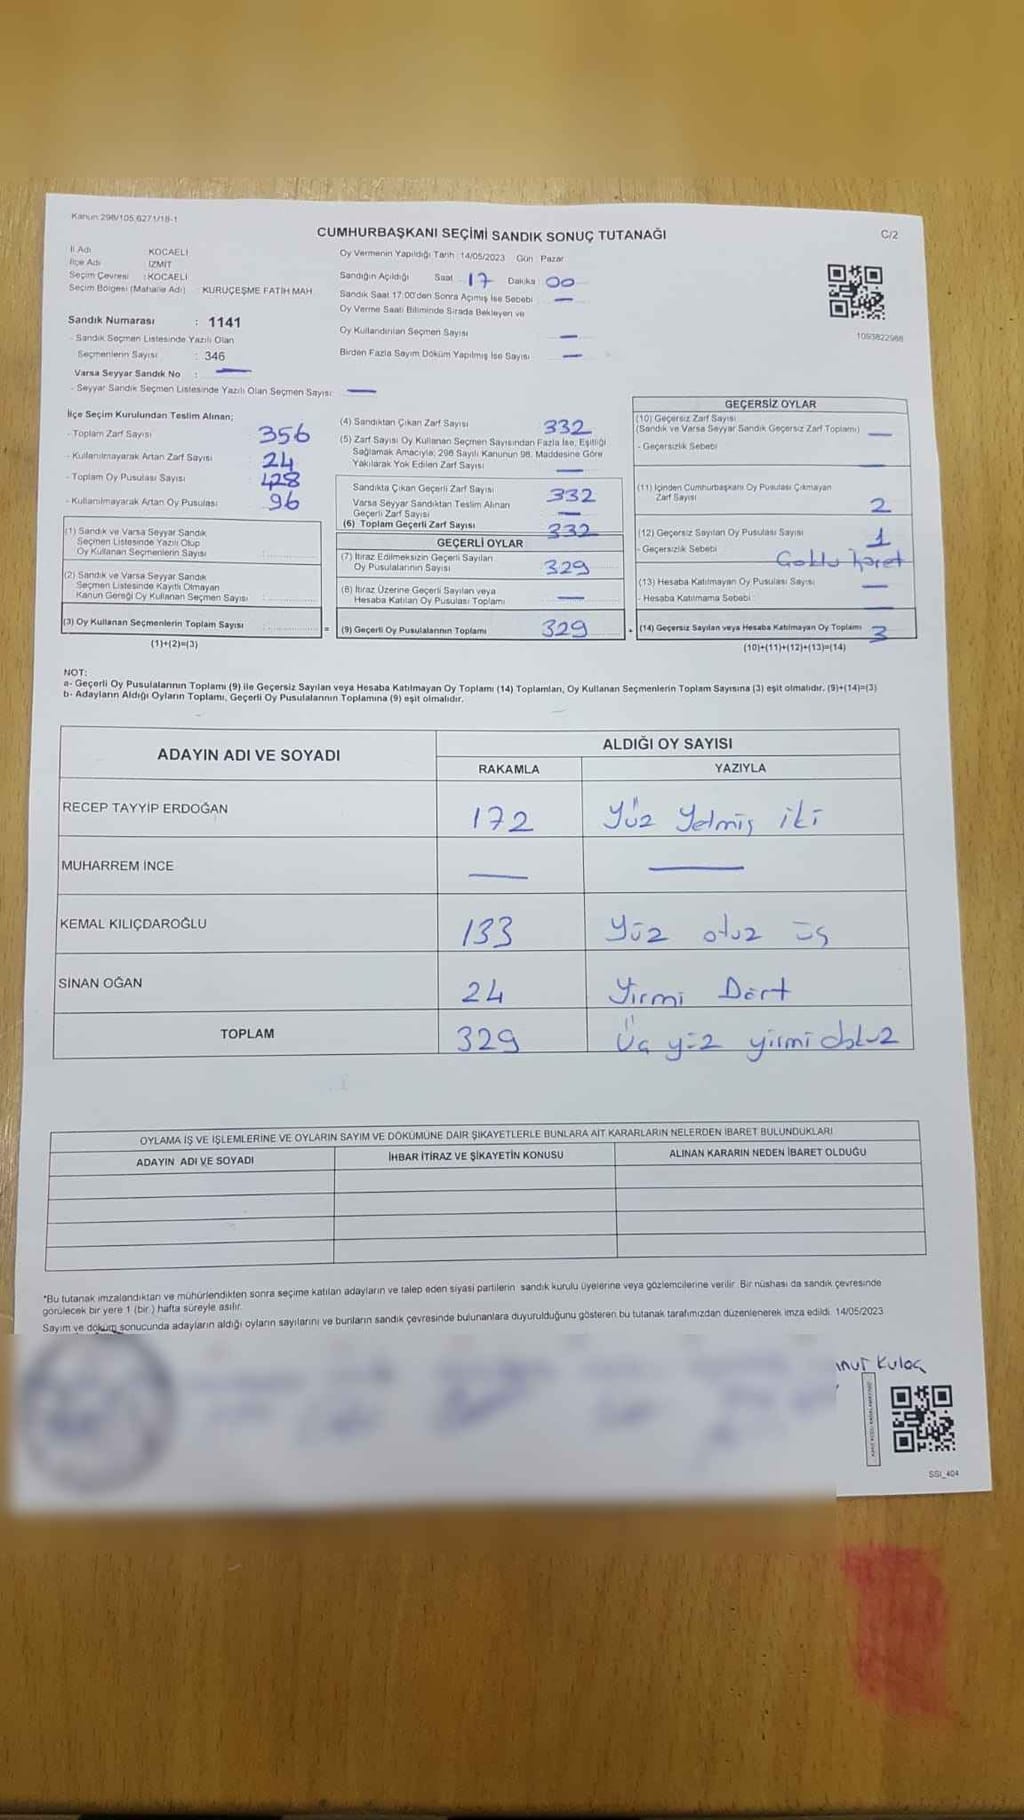 Kanun:298/105,6271/18-1
CUMHURBAŞKANI SEÇİMİ SANDIK SONUÇ TUTANAĞI
C/2
İl Adı KOCAELİ
İlçe Adı İZMİT
Seçim Çevresi : KOCAELİ
Seçim Bölgesi (Mahalle Adı) KURUÇEŞME FATİH MAH
Sandık Numarası : 1141
- Sandık Seçmen Listesinde Yazılı Olan
Seçmenlerin Sayısı : 346
Varsa Seyyar Sandık No : —
- Seyyar Sandık Seçmen Listesinde Yazılı Olan Seçmen Sayısı: —
Oy Vermenin Yapıldığı Tarih 14/05/2023 Gün Pazar
Sandığın Açıldığı Saat 17 Dakika 00
Sandık Saat 17:00'den Sonra Açımış İse Sebebi —
Oy Verme Saati Bitiminde Sırada Bekleyen ve
Oy Kullandırılan Seçmen Sayısı —
Birden Fazla Sayım Döküm Yapılmış İse Sayısı —
1093822988
İlçe Seçim Kurulundan Teslim Alınan;
- Toplam Zarf Sayısı 356
- Kullanılmayarak Artan Zarf Sayısı 24
- Toplam Oy Pusulası Sayısı 428
- Kullanılmayarak Artan Oy Pusulası 96
(1) Sandık ve Varsa Seyyar Sandık
Seçmen Listesinde Yazılı Olup
Oy Kullanan Seçmenlerin Sayısı
(2) Sandık ve Varsa Seyyar Sandık
Seçmen Listesinde Kayıtlı Olmayan
Kanun Gereği Oy Kullanan Seçmen Sayısı
(3) Oy Kullanan Seçmenlerin Toplam Sayısı =
(1)+(2)=(3)
(4) Sandıktan Çıkan Zarf Sayısı 332
(5) Zarf Sayısı Oy Kullanan Seçmen Sayısından Fazla İse, Eşitliği
Sağlamak Amacıyla, 298 Sayılı Kanunun 98. Maddesine Göre
Yakılarak Yok Edilen Zarf Sayısı —
Sandıkta Çıkan Geçerli Zarf Sayısı 332
Varsa Seyyar Sandıktan Teslim Alınan
Geçerli Zarf Sayısı —
(6) Toplam Geçerli Zarf Sayısı 332
GEÇERLİ OYLAR
(7) İtiraz Edilmeksizin Geçerli Sayılan
Oy Pusulalarının Sayısı 329
(8) İtiraz Üzerine Geçerli Sayılan veya
Hesaba Katılan Oy Pusulası Toplamı —
(9) Geçerli Oy Pusulalarının Toplamı 329
GEÇERSİZ OYLAR
(10) Geçersiz Zarf Sayısı
(Sandık ve Varsa Seyyar Sandık Geçersiz Zarf Toplamı) —
- Geçersizlik Sebebi —
(11) İçinden Cumhurbaşkanı Oy Pusulası Çıkmayan
Zarf Sayısı 2
(12) Geçersiz Sayılan Oy Pusulası Sayısı 1
- Geçersizlik Sebebi
(13) Hesaba Katılmayan Oy Pusulası Sayısı —
- Hesaba Katılmama Sebebi —
+ (14) Geçersiz Sayılan veya Hesaba Katılmayan Oy Toplamı 3
(10)+(11)+(12)+(13)=(14)
NOT:
a- Geçerli Oy Pusulalarının Toplamı (9) ile Geçersiz Sayılan veya Hesaba Katılmayan Oy Toplamı (14) Toplamları, Oy Kullanan Seçmenlerin Toplam Sayısına (3) eşit olmalıdır. (9)+(14)=(3)
b- Adayların Aldığı Oyların Toplamı, Geçerli Oy Pusulalarının Toplamına (9) eşit olmalıdır.
ADAYIN ADI VE SOYADI ALDIĞI OY SAYISI
RAKAMLA YAZIYLA
RECEP TAYYİP ERDOĞAN 172 Yüz Yetmiş iki
MUHARREM İNCE — —
KEMAL KILIÇDAROĞLU 133 Yüz otuz üç
SİNAN OĞAN 24 Yirmi Dört
TOPLAM 329 Üç yüz yirmi dokuz
OYLAMA İŞ VE İŞLEMLERİNE VE OYLARIN SAYIM VE DÖKÜMÜNE DAİR ŞİKAYETLERLE BUNLARA AİT KARARLARIN NELERDEN İBARET BULUNDUKLARI
ADAYIN ADI VE SOYADI İHBAR İTİRAZ VE ŞİKAYETİN KONUSU ALINAN KARARIN NEDEN İBARET OLDUĞU
*Bu tutanak imzalandıktan ve mühürlendikten sonra seçime katılan adayların ve talep eden siyasi partilerin sandık kurulu üyelerine veya gözlemcilerine verilir. Bir nüshası da sandık çevresinde
görülecek bir yere 1 (bir) hafta süreyle asılır.
Sayım ve döküm sonucunda adayların aldığı oyların sayılarını ve bunların sandık çevresinde bulunanlara duyurulduğunu gösteren bu tutanak tarafımızdan düzenlenerek imza edildi. 14/05/2023
nur Kulaç
SSI_404